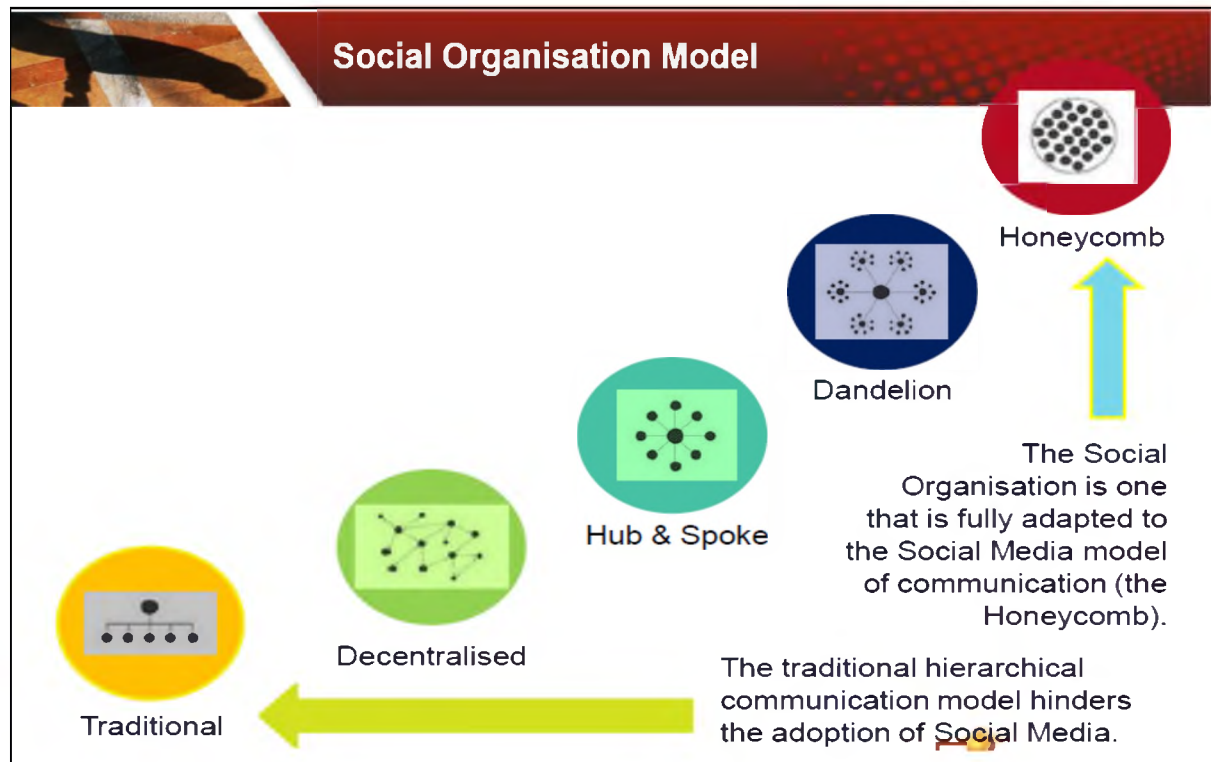 Social Organisation Model
Honeycomb
Dandelion
Hub & Spoke
Decentralised
Traditional
The Social
Organisation is one
that is fully adapted to
the Social Media model
of communication (the
Honeycomb).
The traditional hierarchical
communication model hinders
the adoption of Social Media.